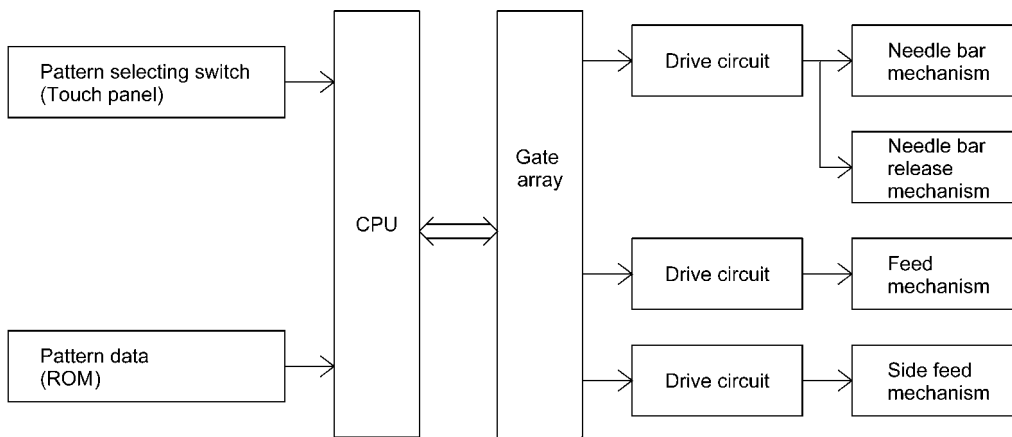 Pattern selecting switch
(Touch panel)
Pattern data
(ROM)
CPU
Gate
array
Drive circuit
Needle bar
mechanism
Needle bar
release
mechanism
Drive circuit
Feed
mechanism
Drive circuit
Side feed
mechanism